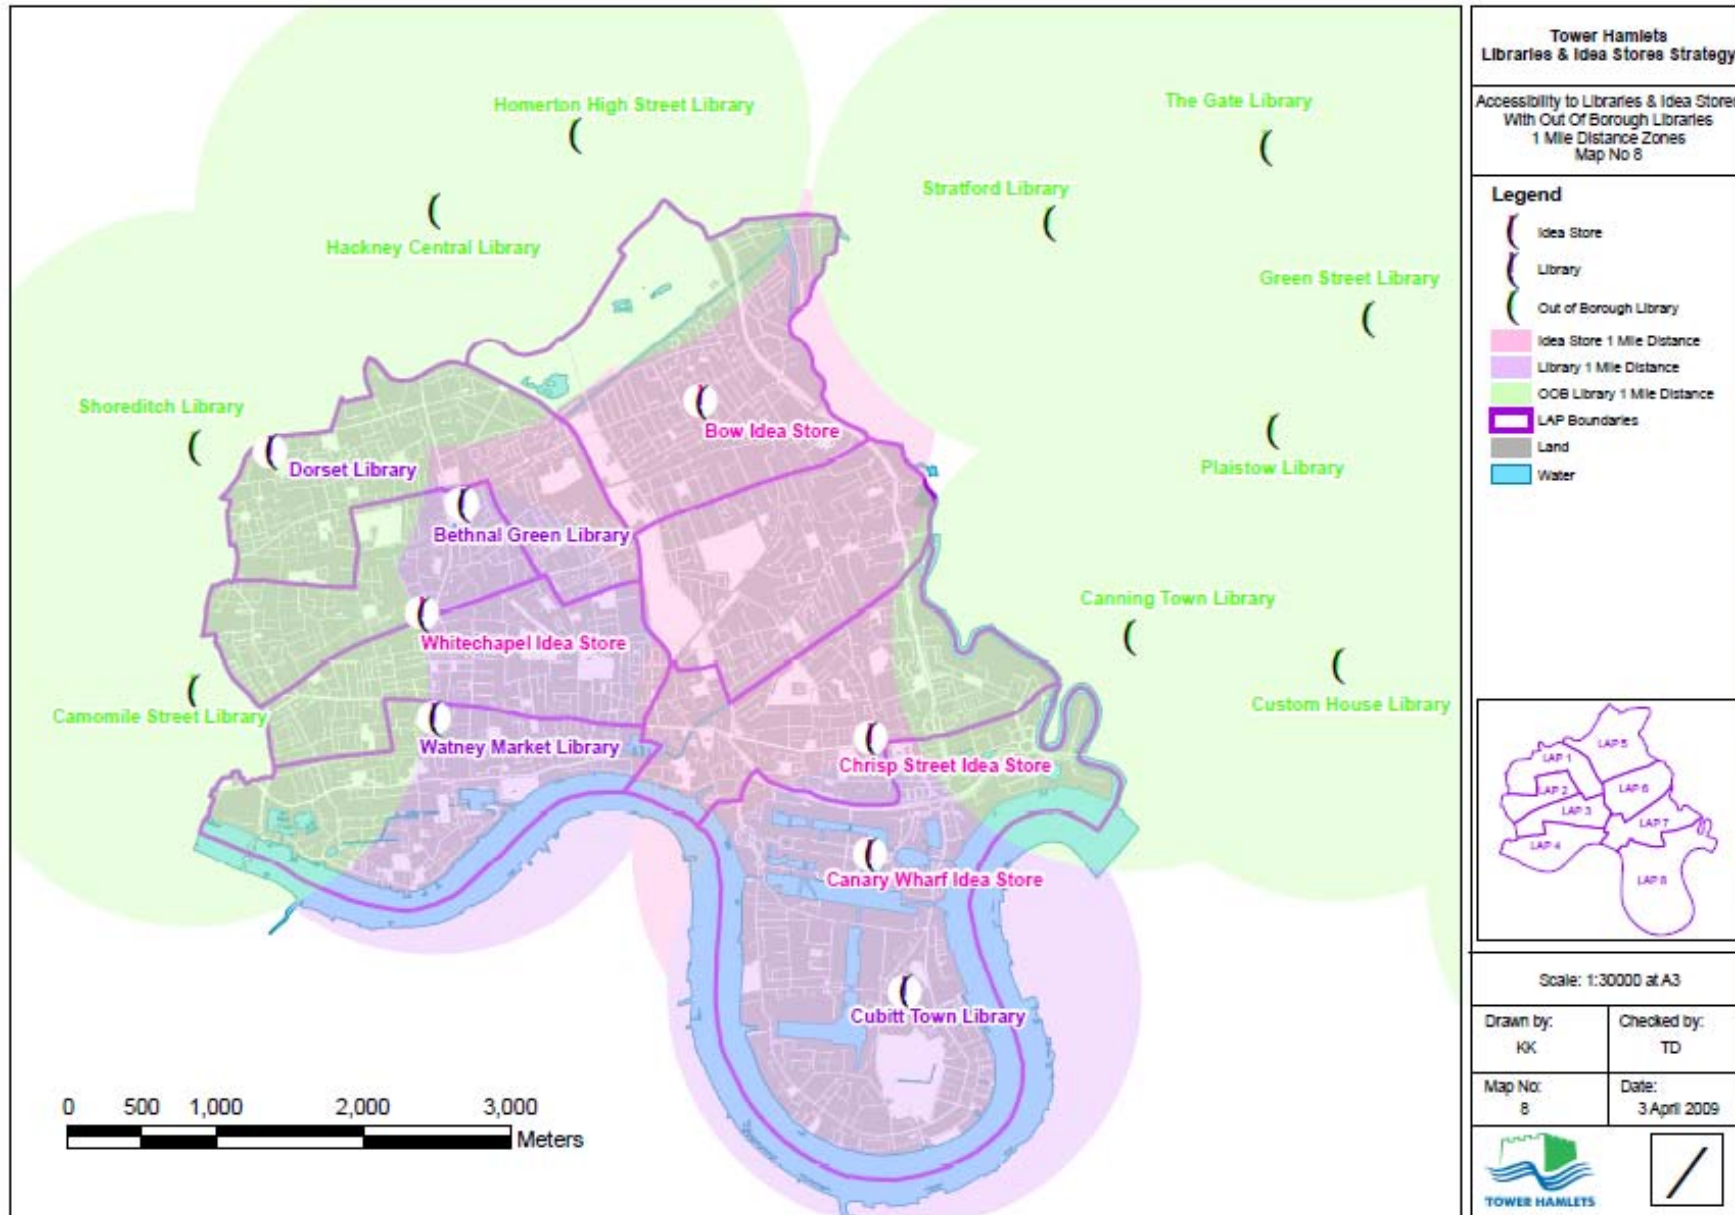 Homerton High Street Library
The Gate Library
Stratford Library
Hackney Central Library
Green Street Library
Shoreditch Library
Bow Idea Store
Dorset Library
Plaistow Library
Bethnal Green Library
Canning Town Library
Whitechapel Idea Store
Custom House Library
Camomile Street Library
Watney Market Library
Chrisp Street Idea Store
Canary Wharf Idea Store
Cubitt Town Library
0 500 1,000 2,000 3,000
Meters
Tower Hamlets
Libraries & Idea Stores Strategy
Accessibility to Libraries & Idea Stores
With Out Of Borough Libraries
1 Mile Distance Zones
Map No 8
Legend
Idea Store
Library
Out of Borough Library
Idea Store 1 Mile Distance
Library 1 Mile Distance
OOB Library 1 Mile Distance
LAP Boundaries
Land
Water
LAP 5
LAP 1
LAP 2
LAP 6
LAP 3
LAP 7
LAP 4
LAP 8
Scale: 1:30000 at A3
Drawn by:
KK
Checked by:
TD
Map No:
8
Date:
3 April 2009
TOWER HAMLETS